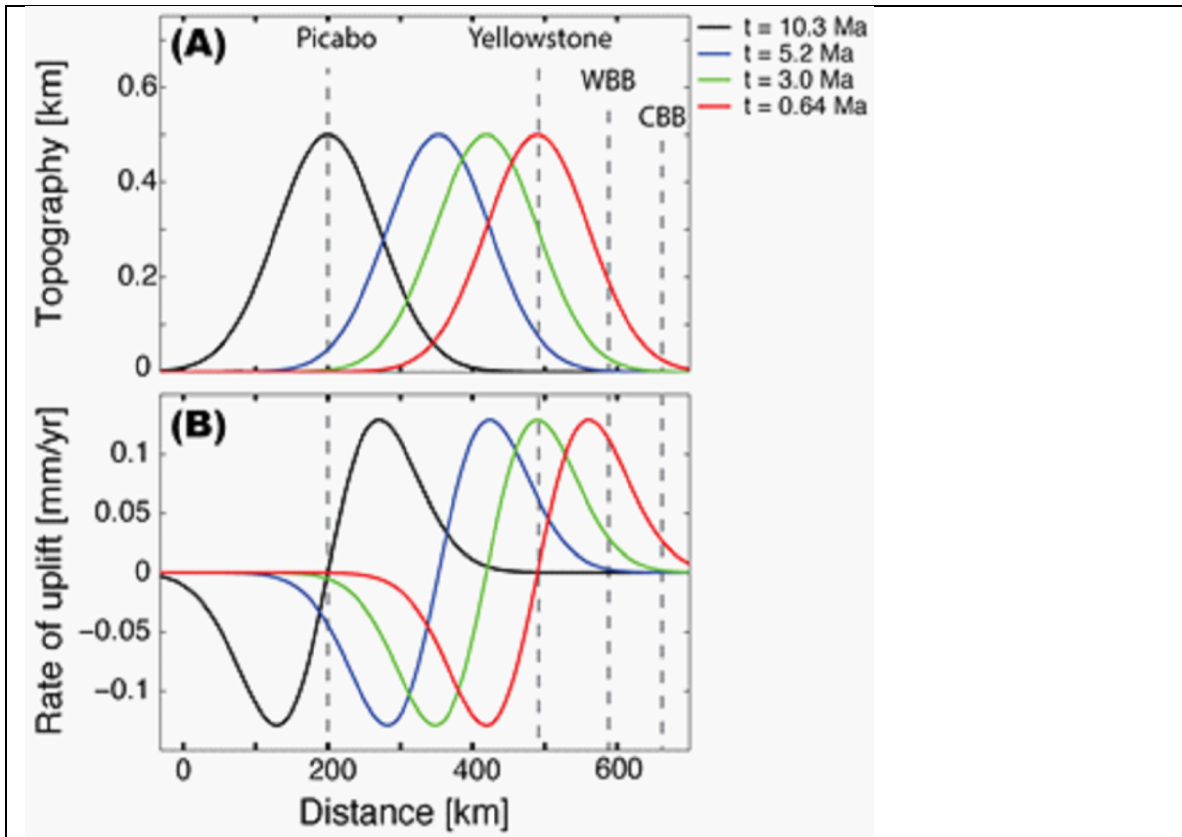 (A)
Picabo
Yellowstone
WBB
CBB
t = 10.3 Ma
t = 5.2 Ma
t = 3.0 Ma
t = 0.64 Ma
Topography [km]
0.6
0.4
0.2
0
(B)
Rate of uplift [mm/yr]
0.1
0.05
0
−0.05
−0.1
0 200 400 600
Distance [km]